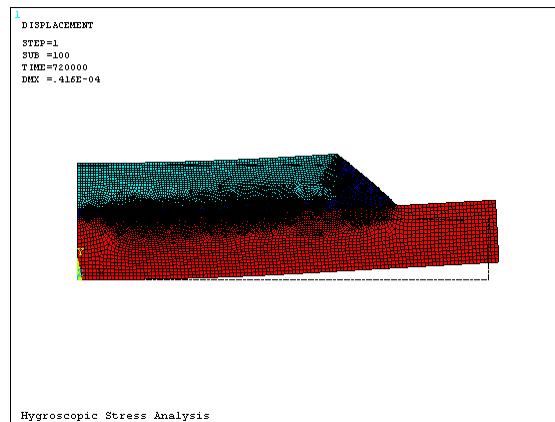 1
DISPLACEMENT
STEP=1
SUB =100
TIME=720000
DMX =.416E-04
Y
Hygroscopic Stress Analysis